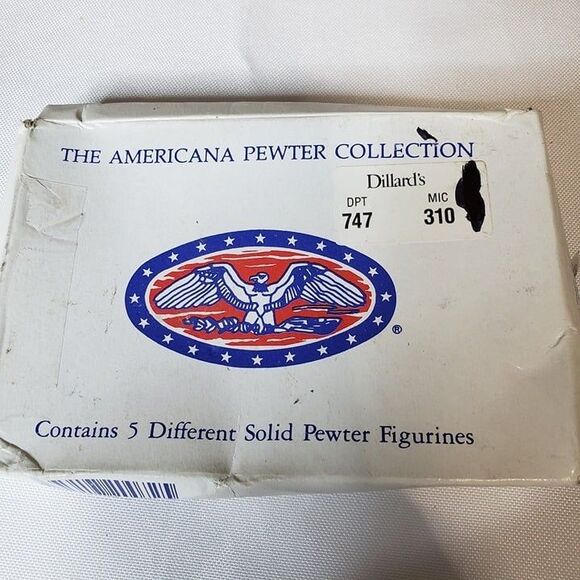 THE AMERICANA PEWTER COLLECTION
Dillard's
DPT MIC
747 310
®
Contains 5 Different Solid Pewter Figurines